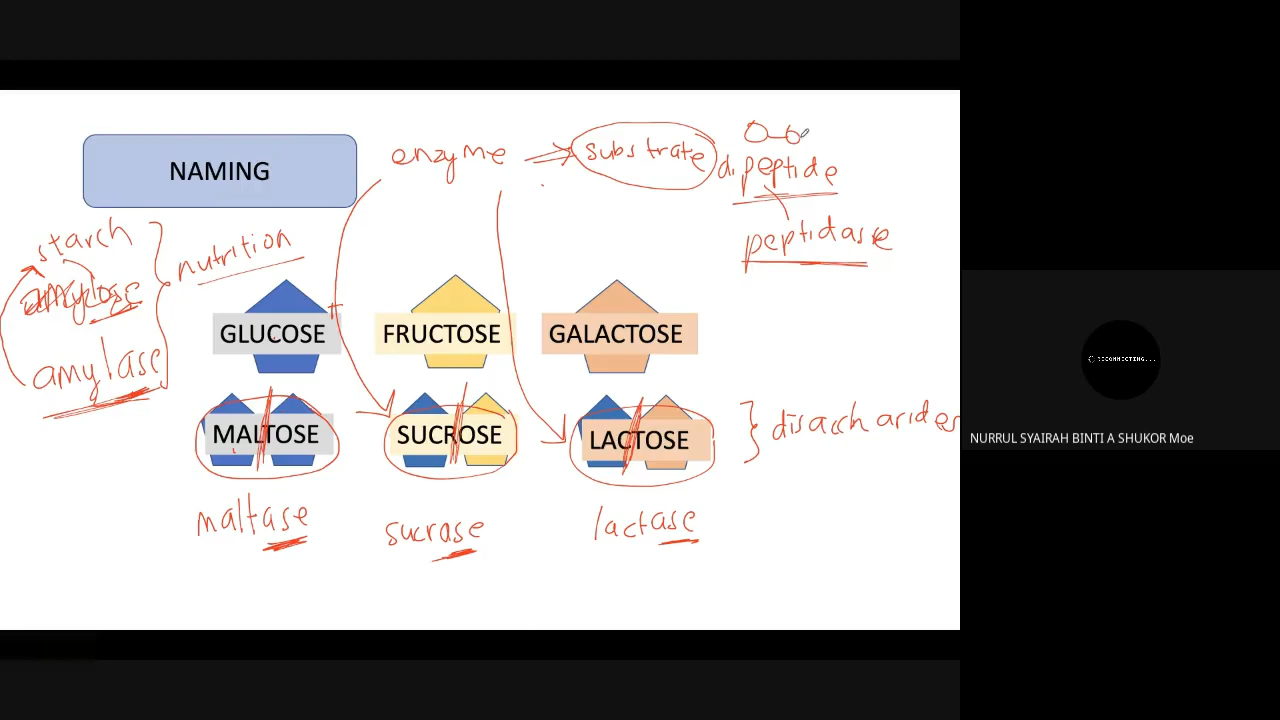 NAMING
enzyme
substrate
dipeptide
peptidase
starch
amylose
amylase
nutrition
GLUCOSE
FRUCTOSE
GALACTOSE
MALTOSE
SUCROSE
LACTOSE
disaccharides
maltase
sucrase
lactase
RECONNECTING...
NURRUL SYAIRAH BINTI A SHUKOR Moe